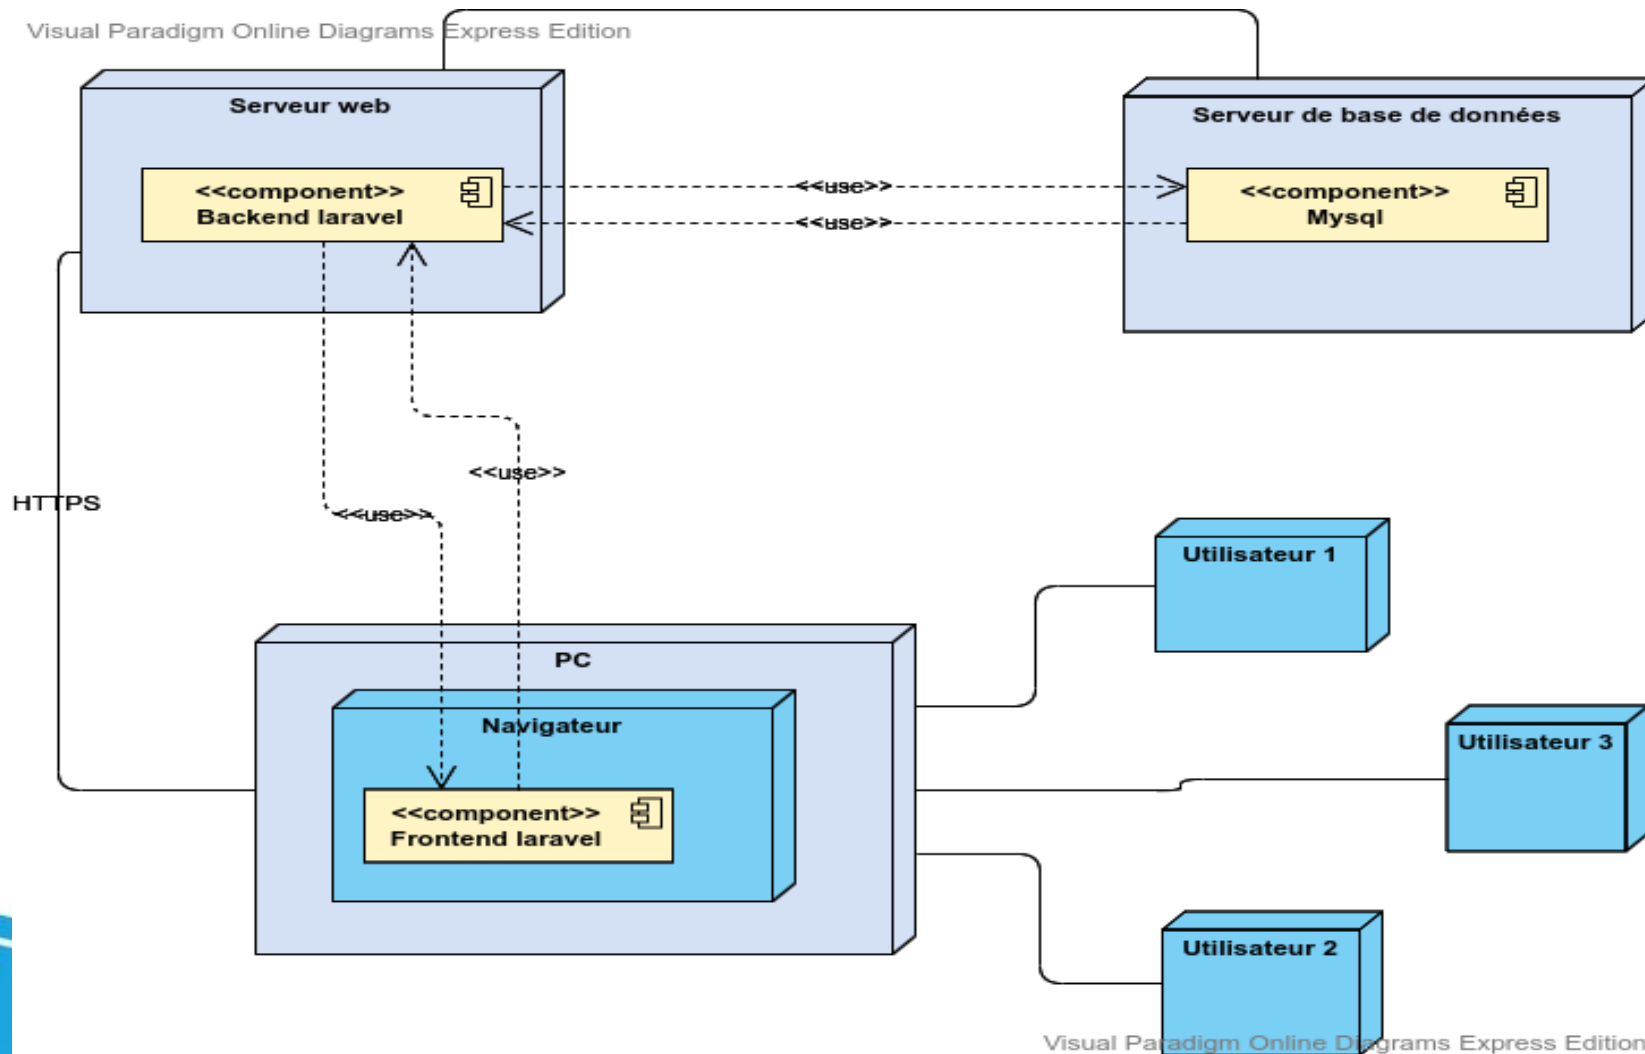 Visual Paradigm Online Diagrams Express Edition
Serveur web
<<component>>
Backend laravel
<<use>>
<<use>>
Serveur de base de données
<<component>>
Mysql
<<use>>
<<use>>
HTTPS
PC
Navigateur
<<component>>
Frontend laravel
Utilisateur 1
Utilisateur 3
Utilisateur 2
Visual Paradigm Online Diagrams Express Edition